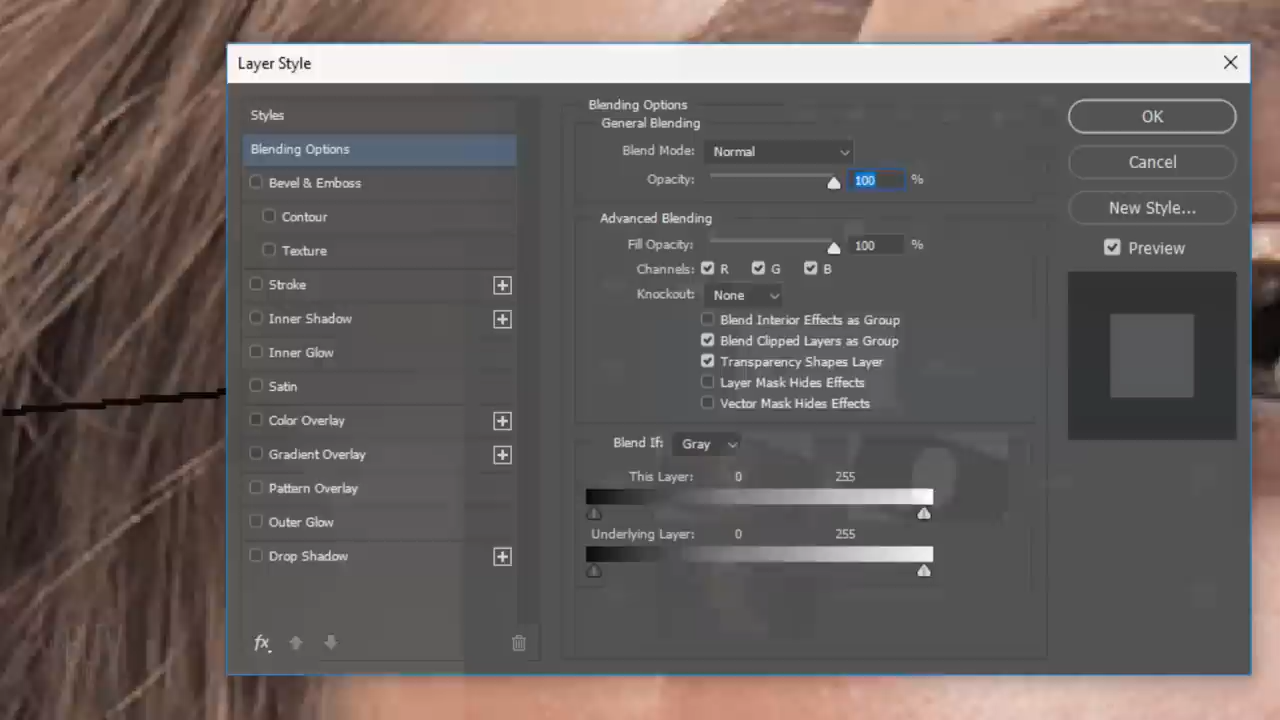 Layer Style
Styles
Blending Options
Bevel & Emboss
Contour
Texture
Stroke
Inner Shadow
Inner Glow
Satin
Color Overlay
Gradient Overlay
Pattern Overlay
Outer Glow
Drop Shadow
fx
Blending Options
General Blending
Blend Mode: Normal
Opacity: 100 %
Advanced Blending
Fill Opacity: 100 %
Channels: R G B
Knockout: None
Blend Interior Effects as Group
Blend Clipped Layers as Group
Transparency Shapes Layer
Layer Mask Hides Effects
Vector Mask Hides Effects
Blend If: Gray
This Layer: 0 255
Underlying Layer: 0 255
OK
Cancel
New Style...
Preview